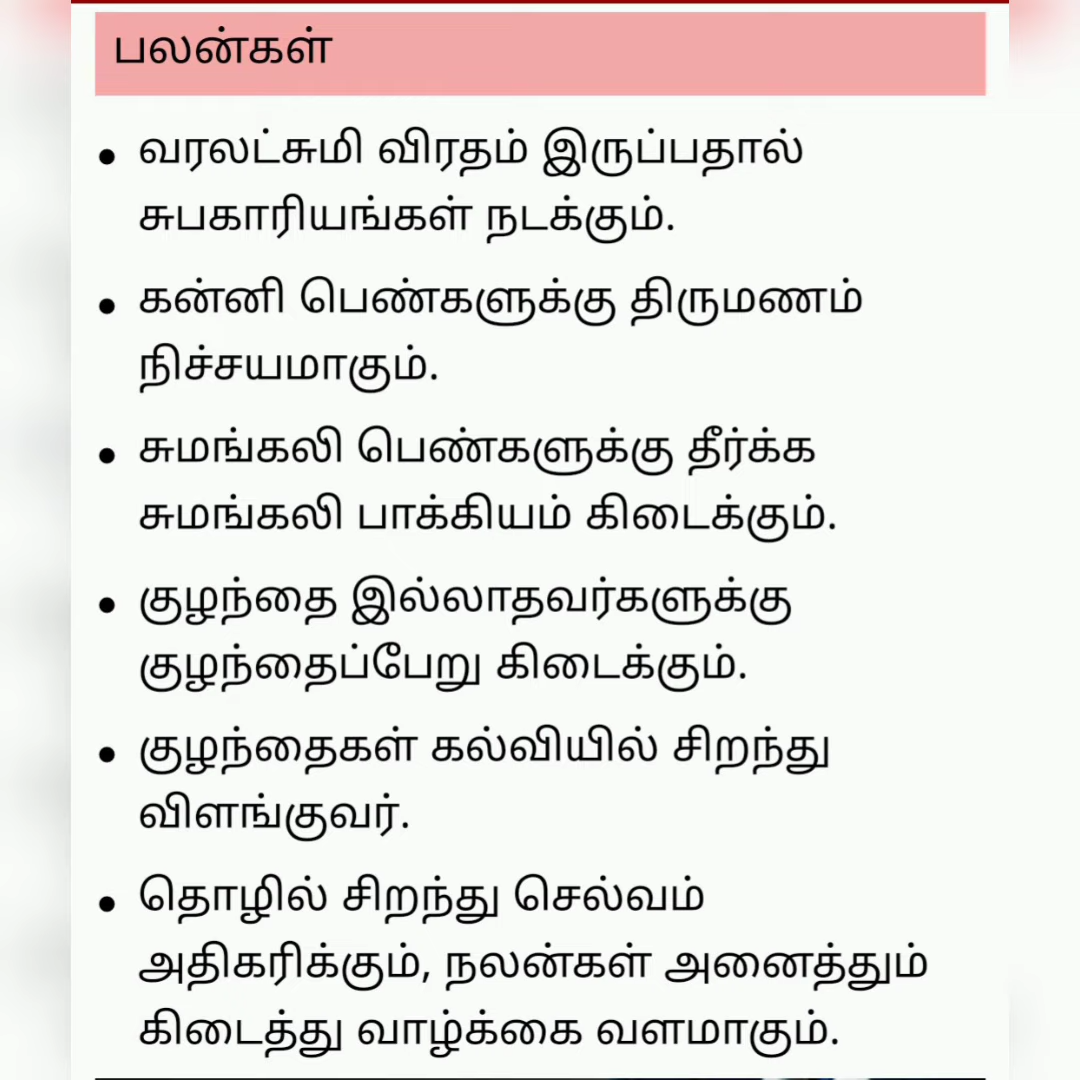 பலன்கள்
• வரலட்சுமி விரதம் இருப்பதால்
சுபகாரியங்கள் நடக்கும்.
• கன்னி பெண்களுக்கு திருமணம்
நிச்சயமாகும்.
• சுமங்கலி பெண்களுக்கு தீர்க்க
சுமங்கலி பாக்கியம் கிடைக்கும்.
• குழந்தை இல்லாதவர்களுக்கு
குழந்தைப்பேறு கிடைக்கும்.
• குழந்தைகள் கல்வியில் சிறந்து
விளங்குவர்.
• தொழில் சிறந்து செல்வம்
அதிகரிக்கும், நலன்கள் அனைத்தும்
கிடைத்து வாழ்க்கை வளமாகும்.